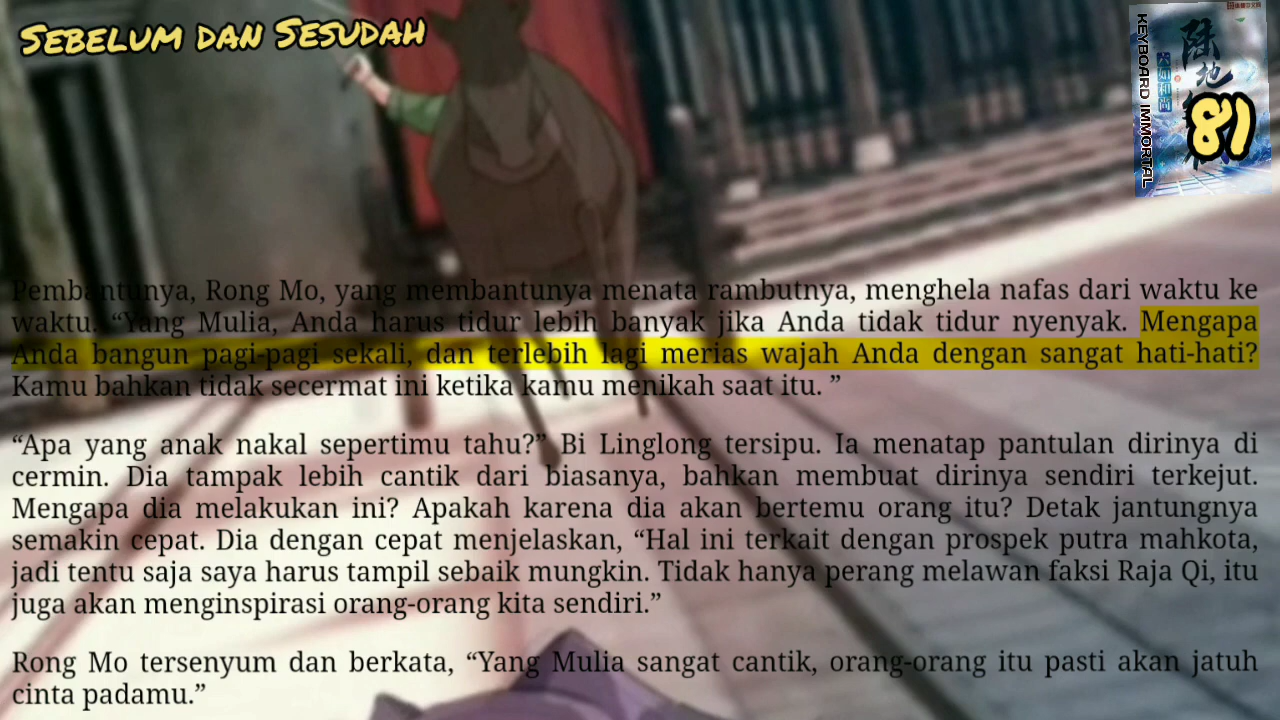 Sebelum dan Sesudah
KEYBOARD IMMORTAL
陆地
81
Pembantunya, Rong Mo, yang membantunya menata rambutnya, menghela nafas dari waktu ke
waktu. “Yang Mulia, Anda harus tidur lebih banyak jika Anda tidak tidur nyenyak. Mengapa
Anda bangun pagi-pagi sekali, dan terlebih lagi merias wajah Anda dengan sangat hati-hati?
Kamu bahkan tidak secermat ini ketika kamu menikah saat itu. ”
“Apa yang anak nakal sepertimu tahu?” Bi Linglong tersipu. Ia menatap pantulan dirinya di
cermin. Dia tampak lebih cantik dari biasanya, bahkan membuat dirinya sendiri terkejut.
Mengapa dia melakukan ini? Apakah karena dia akan bertemu orang itu? Detak jantungnya
semakin cepat. Dia dengan cepat menjelaskan, “Hal ini terkait dengan prospek putra mahkota,
jadi tentu saja saya harus tampil sebaik mungkin. Tidak hanya perang melawan faksi Raja Qi, itu
juga akan menginspirasi orang-orang kita sendiri.”
Rong Mo tersenyum dan berkata, “Yang Mulia sangat cantik, orang-orang itu pasti akan jatuh
cinta padamu.”